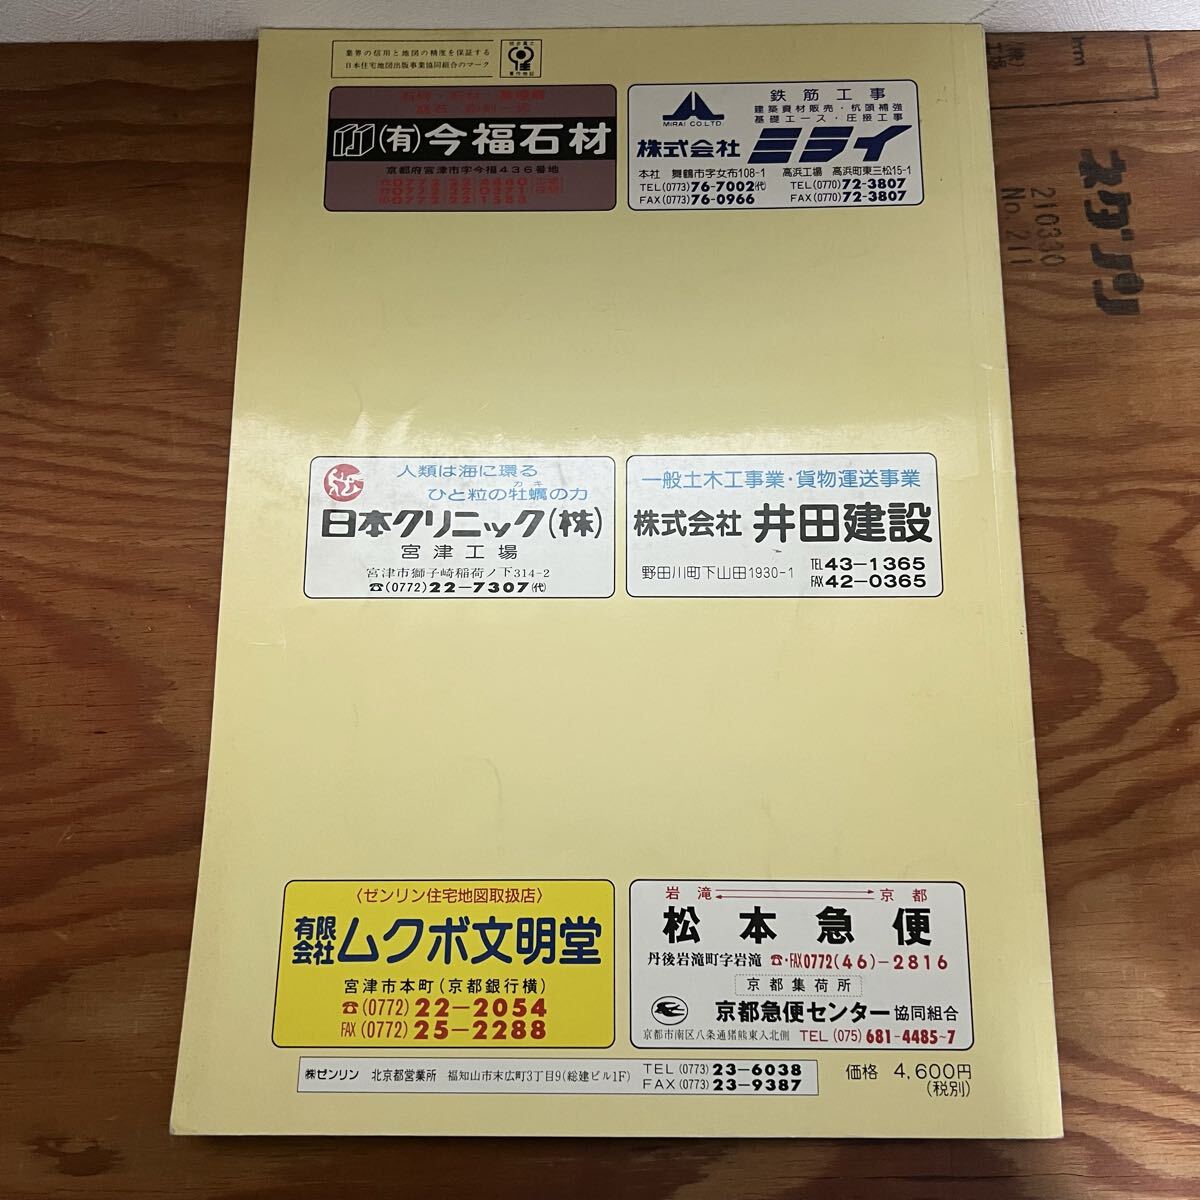 業界の信用と地図の精度を保証する
日本住宅地図出版事業協同組合のマーク
(有)今福石材
京都府宮津市字今福436番地
鉄筋工事
建築資材販売・杭頭補強
基礎エース・圧接工事
MIRAI CO.LTD.
株式会社 ミライ
本社 舞鶴市字女布108-1 高浜工場 高浜町東三松15-1
TEL(0773)76-7002(代) TEL(0770)72-3807
FAX(0773)76-0966 FAX(0770)72-3807
人類は海に還る
カキ
ひと粒の牡蠣の力
日本クリニック(株)
宮津工場
宮津市獅子崎稲荷ノ下314-2
☎(0772)22-7307(代)
一般土木工事業・貨物運送事業
株式会社 井田建設
野田川町下山田1930-1
TEL43-1365
FAX42-0365
〈ゼンリン住宅地図取扱店〉
有限会社ムクボ文明堂
宮津市本町(京都銀行横)
☎(0772)22-2054
FAX(0772)25-2288
岩滝 京都
松本急便
丹後岩滝町字岩滝 ☎・FAX0772(46)-2816
京都集荷所
京都急便センター協同組合
京都市南区八条通猪熊東入北側 TEL(075)681-4485~7
㈱ゼンリン 北京都営業所 福知山市末広町3丁目9(総建ビル1F)
TEL(0773)23-6038
FAX(0773)23-9387
価格 4,600円
(税別)
210330
No.211